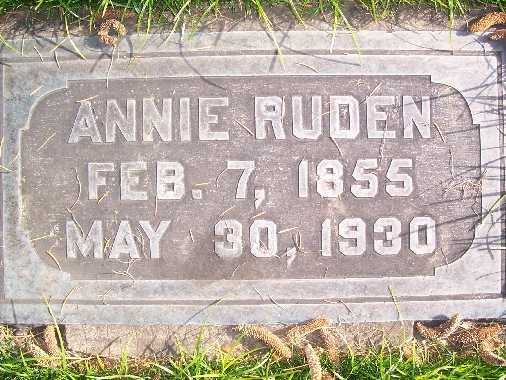 ANNIE RUDEN
FEB. 7, 1855
MAY 30, 1930